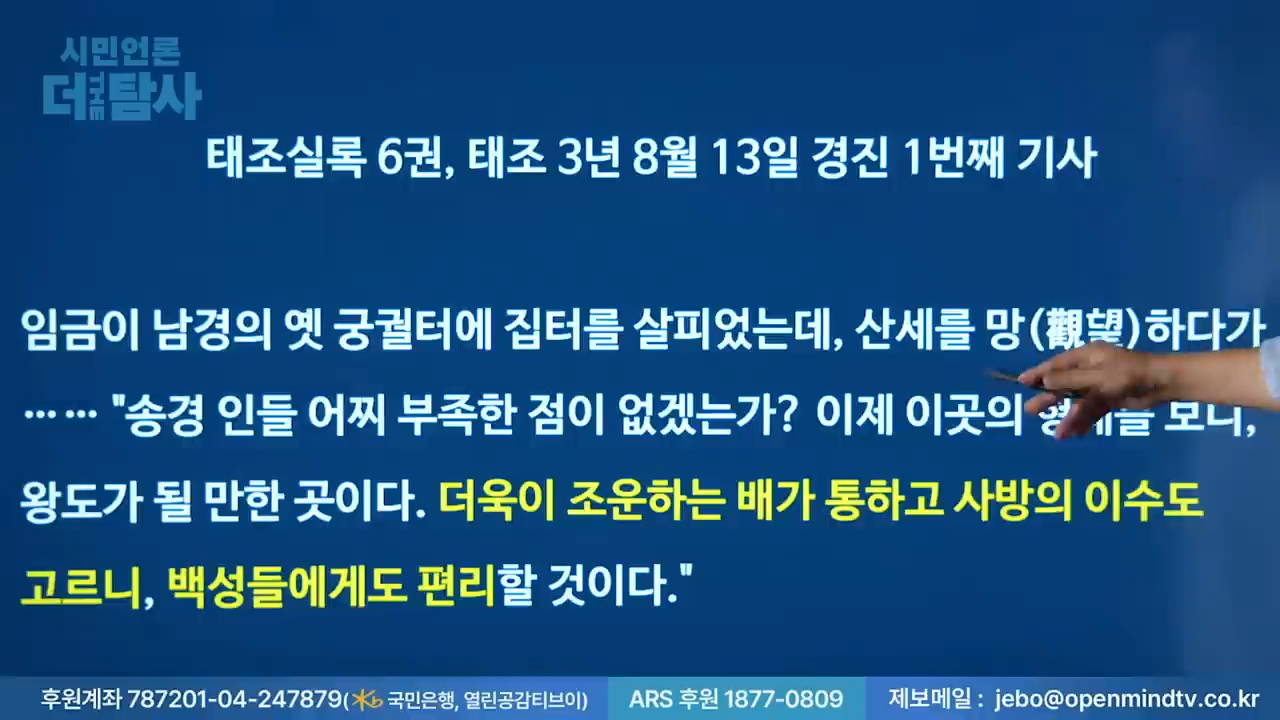 시민언론
더탐사
태조실록 6권, 태조 3년 8월 13일 경진 1번째 기사
임금이 남경의 옛 궁궐터에 집터를 살피었는데, 산세를 망(觀望)하다가
…… "송경 인들 어찌 부족한 점이 없겠는가? 이제 이곳의 보니,
왕도가 될 만한 곳이다. 더욱이 조운하는 배가 통하고 사방의 이수도
고르니, 백성들에게도 편리할 것이다."
후원계좌 787201-04-247879(국민은행, 열린공감티브이) ARS 후원 1877-0809 제보메일 : jebo@openmindtv.co.kr